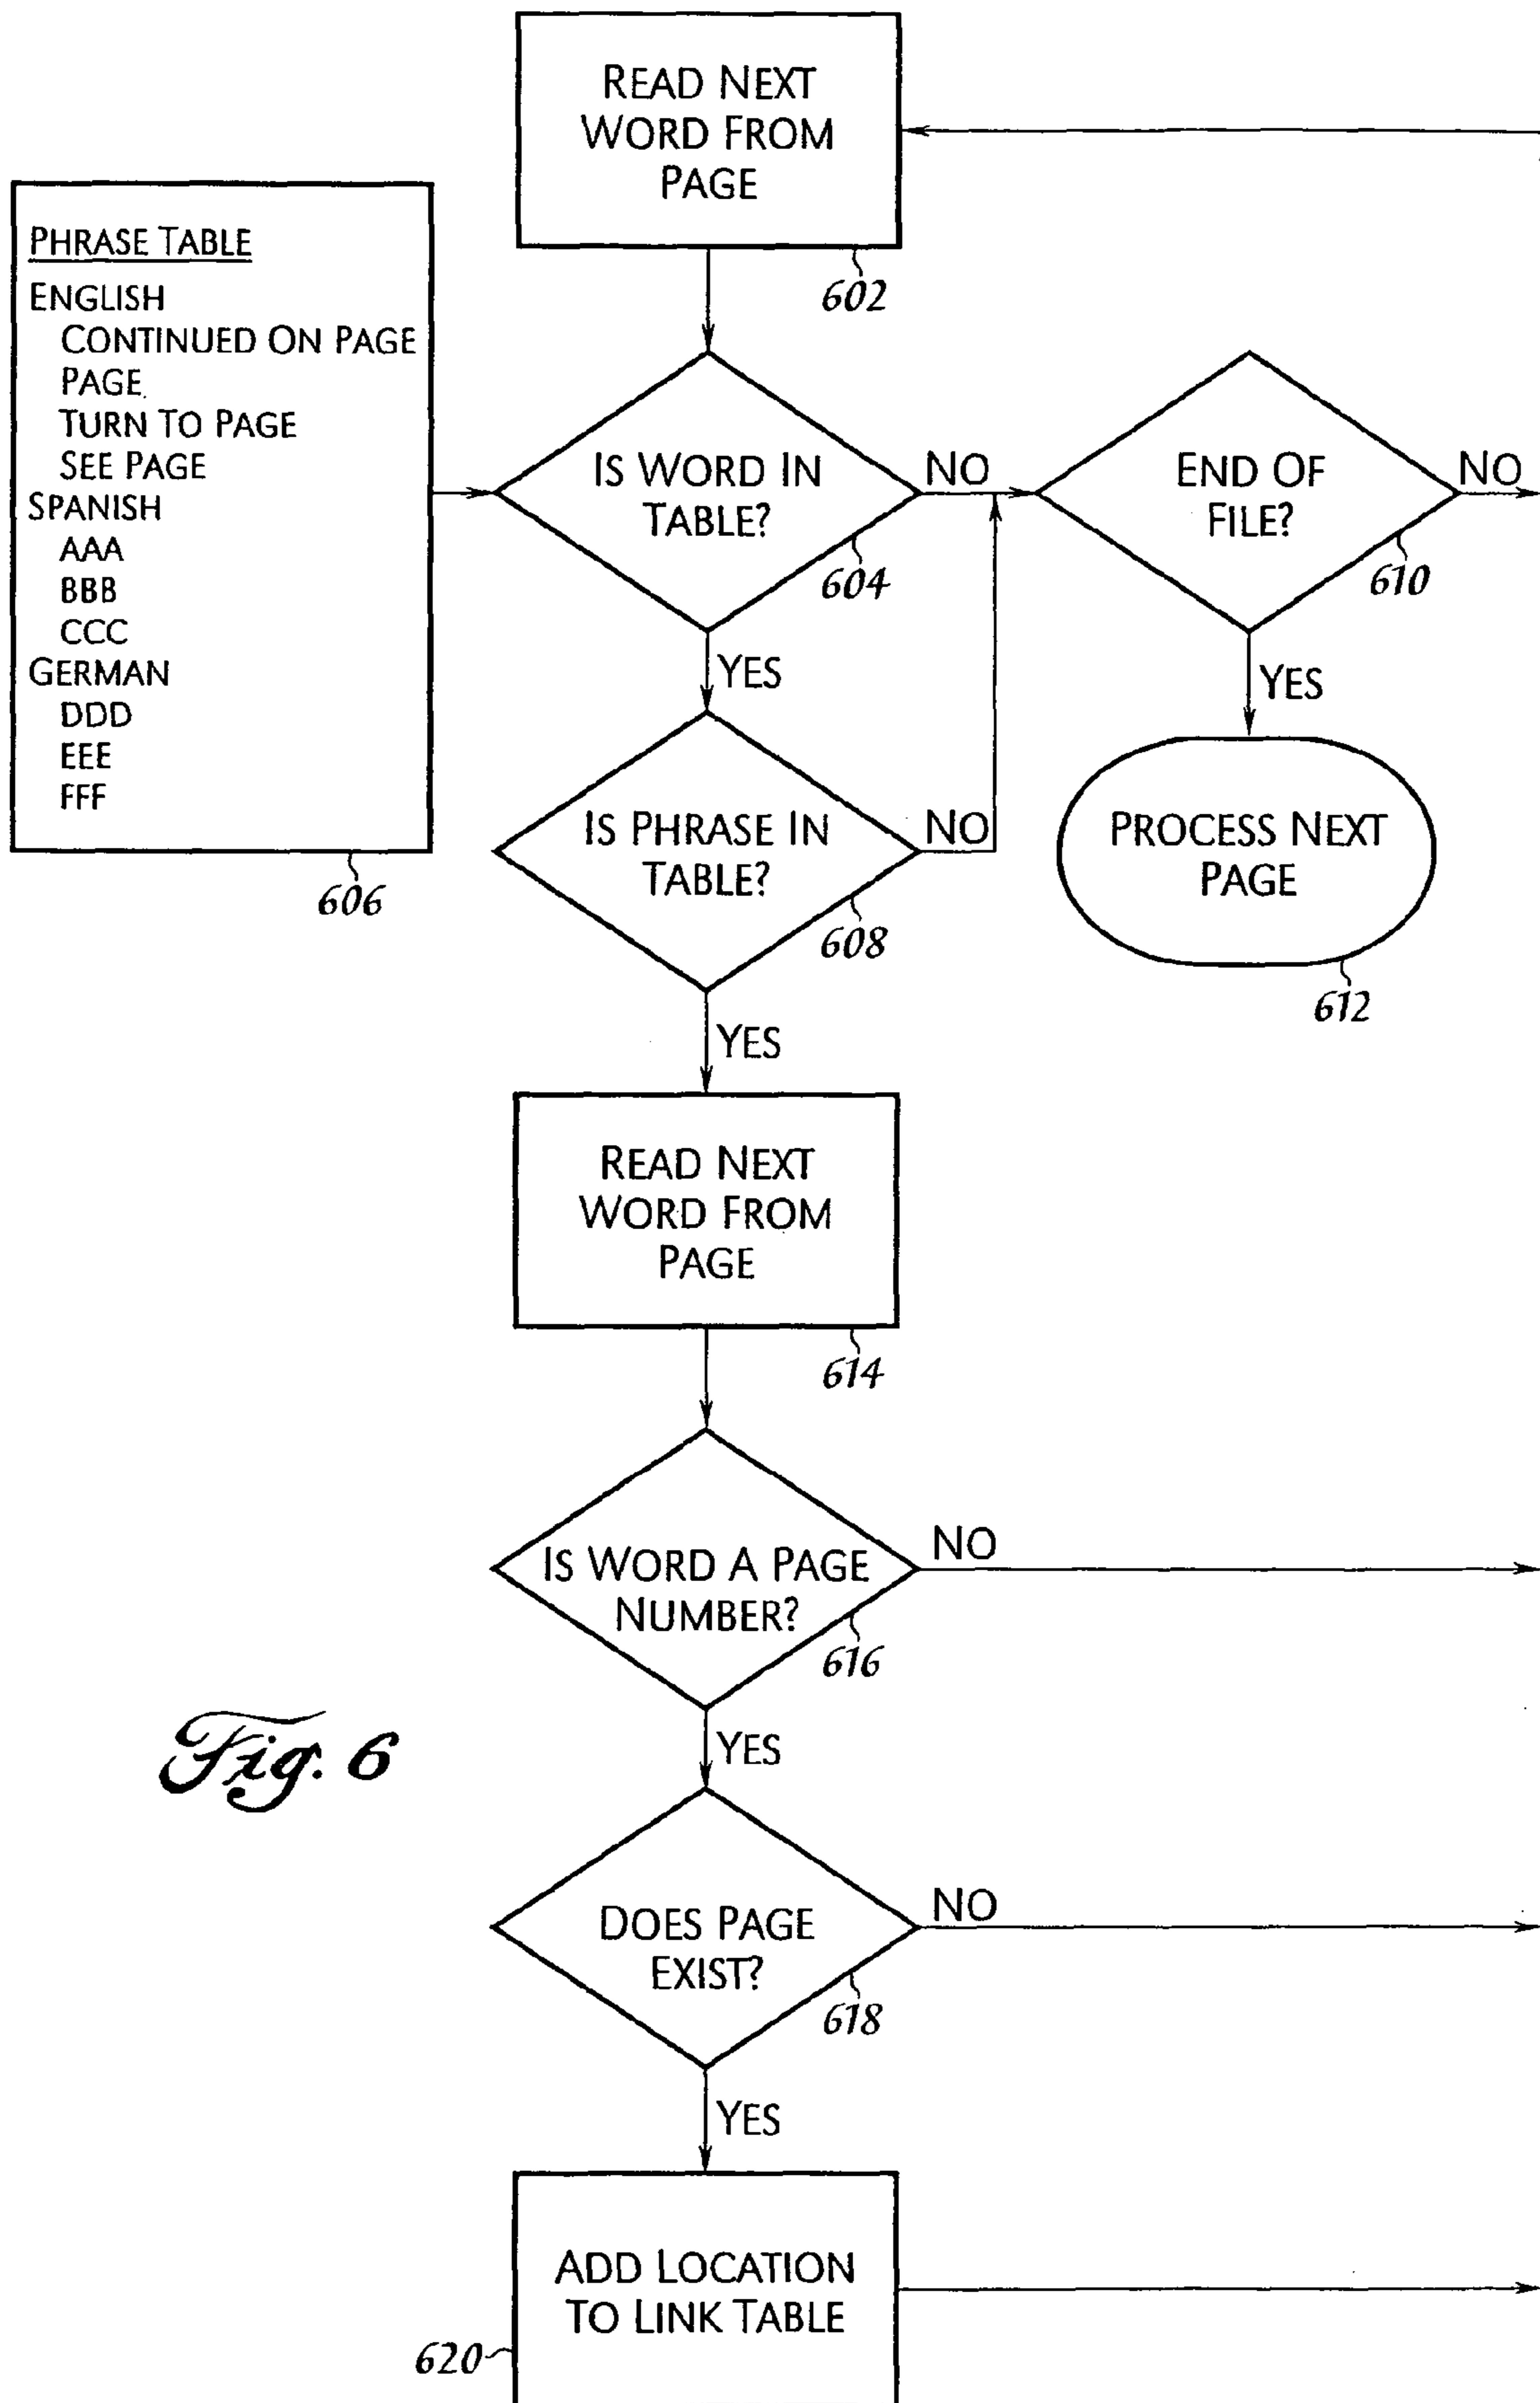 READ NEXT
WORD FROM
PAGE
602
PHRASE TABLE
ENGLISH
CONTINUED ON PAGE
PAGE
TURN TO PAGE
SEE PAGE
SPANISH
AAA
BBB
CCC
GERMAN
DDD
EEE
FFF
606
IS WORD IN
TABLE?
604
NO
END OF
FILE?
610
NO
YES
YES
IS PHRASE IN
TABLE?
608
NO
PROCESS NEXT
PAGE
612
YES
READ NEXT
WORD FROM
PAGE
614
IS WORD A PAGE
NUMBER?
616
NO
YES
Fig. 6
DOES PAGE
EXIST?
618
NO
YES
ADD LOCATION
TO LINK TABLE
620